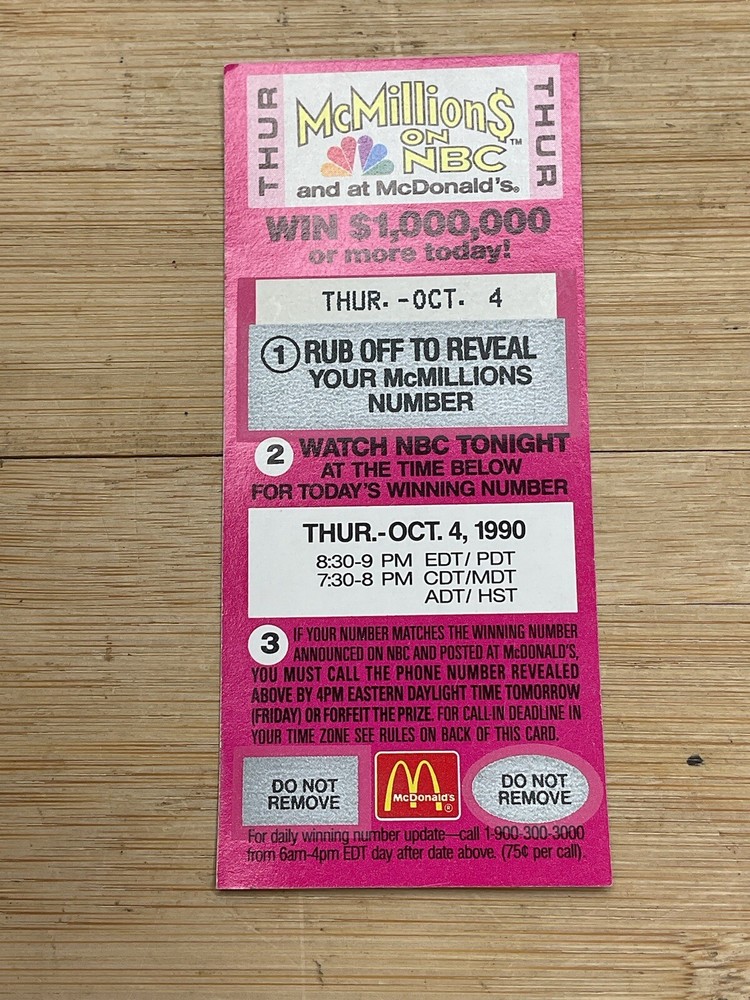 THUR
THUR
McMillion$
ON
NBC™
and at McDonald's®
WIN $1,000,000
or more today!
THUR. -OCT. 4
1 RUB OFF TO REVEAL
YOUR McMILLIONS
NUMBER
2 WATCH NBC TONIGHT
AT THE TIME BELOW
FOR TODAY'S WINNING NUMBER
THUR.-OCT. 4, 1990
8:30-9 PM EDT/ PDT
7:30-8 PM CDT/MDT
ADT/ HST
3 IF YOUR NUMBER MATCHES THE WINNING NUMBER
ANNOUNCED ON NBC AND POSTED AT McDONALD'S,
YOU MUST CALL THE PHONE NUMBER REVEALED
ABOVE BY 4PM EASTERN DAYLIGHT TIME TOMORROW
(FRIDAY) OR FORFEIT THE PRIZE. FOR CALL-IN DEADLINE IN
YOUR TIME ZONE SEE RULES ON BACK OF THIS CARD.
DO NOT
REMOVE
McDonald's
®
DO NOT
REMOVE
For daily winning number update—call 1-900-300-3000
from 6am-4pm EDT day after date above. (75¢ per call).